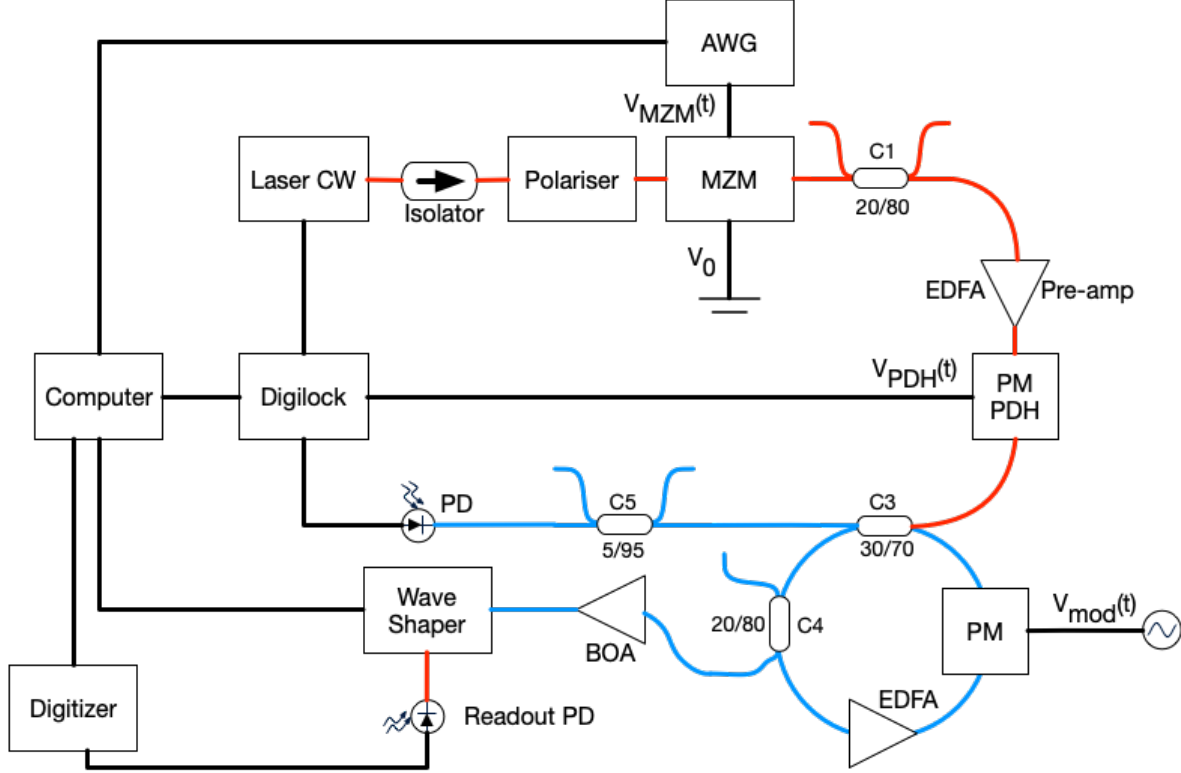 AWG
V_MZM(t)
C1
Laser CW
Polariser
MZM
Isolator
20/80
V_0
EDFA
Pre-amp
V_PDH(t)
PM
PDH
Computer
Digilock
PD
C5
C3
5/95
30/70
Wave
Shaper
20/80
C4
V_mod(t)
PM
BOA
EDFA
Digitizer
Readout PD